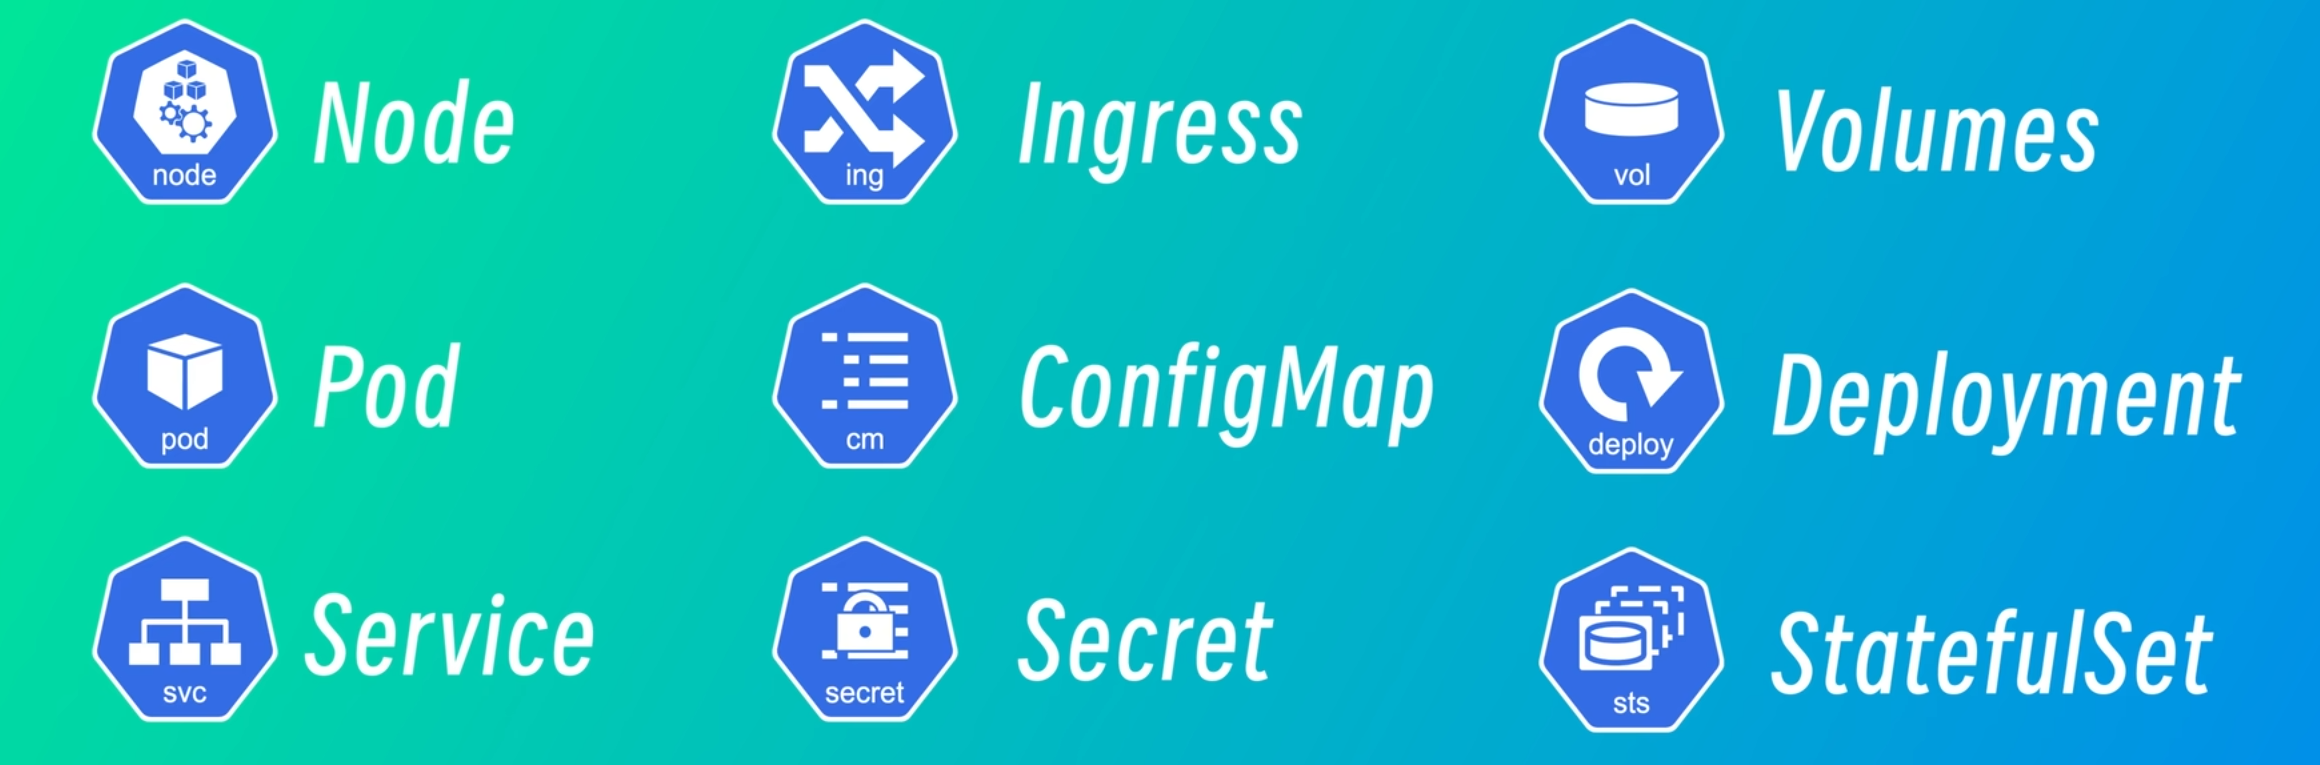 node
Node
ing
Ingress
vol
Volumes
pod
Pod
cm
ConfigMap
deploy
Deployment
svc
Service
secret
Secret
sts
StatefulSet